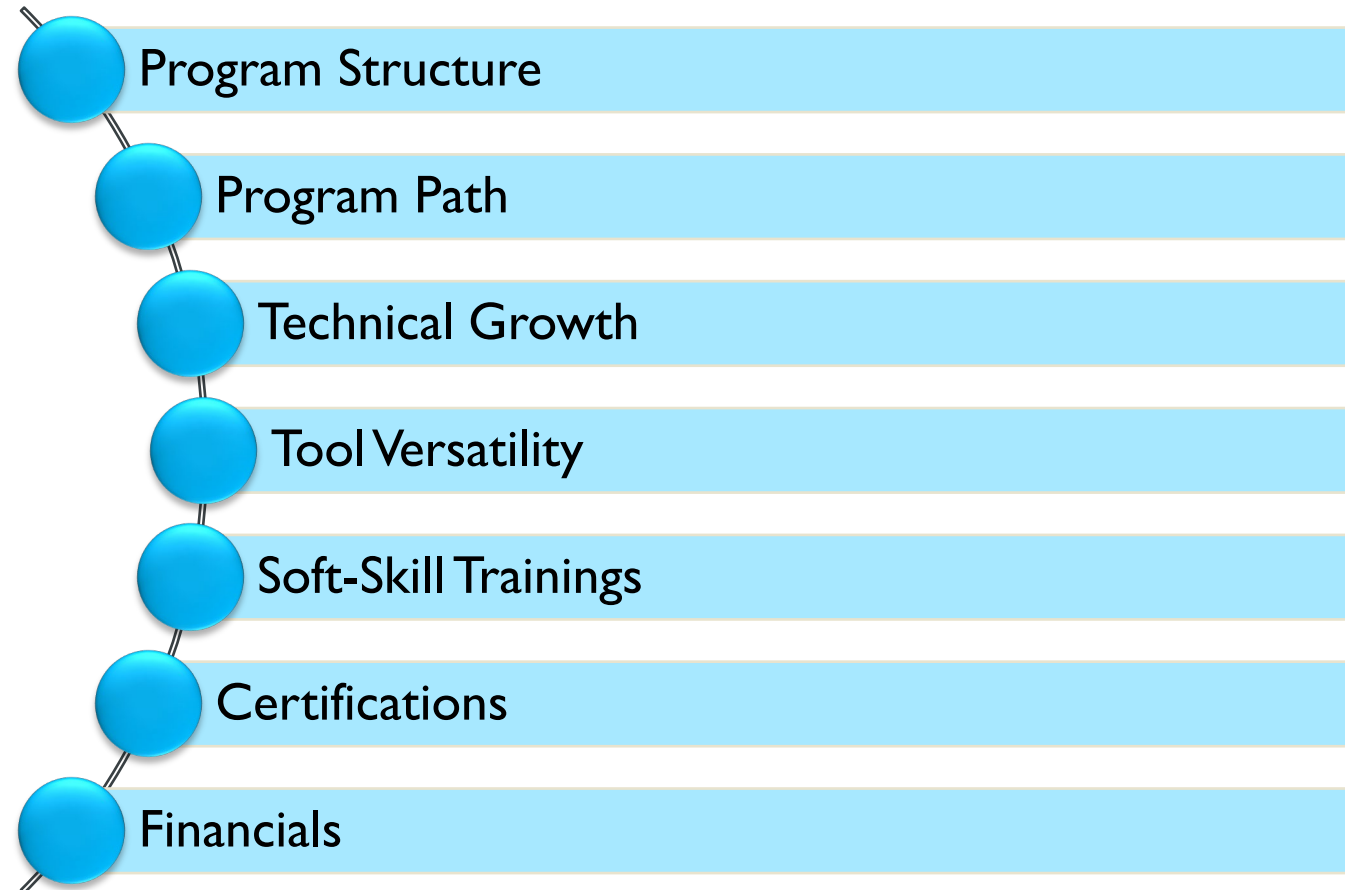 Program Structure
Program Path
Technical Growth
Tool Versatility
Soft-Skill Trainings
Certifications
Financials